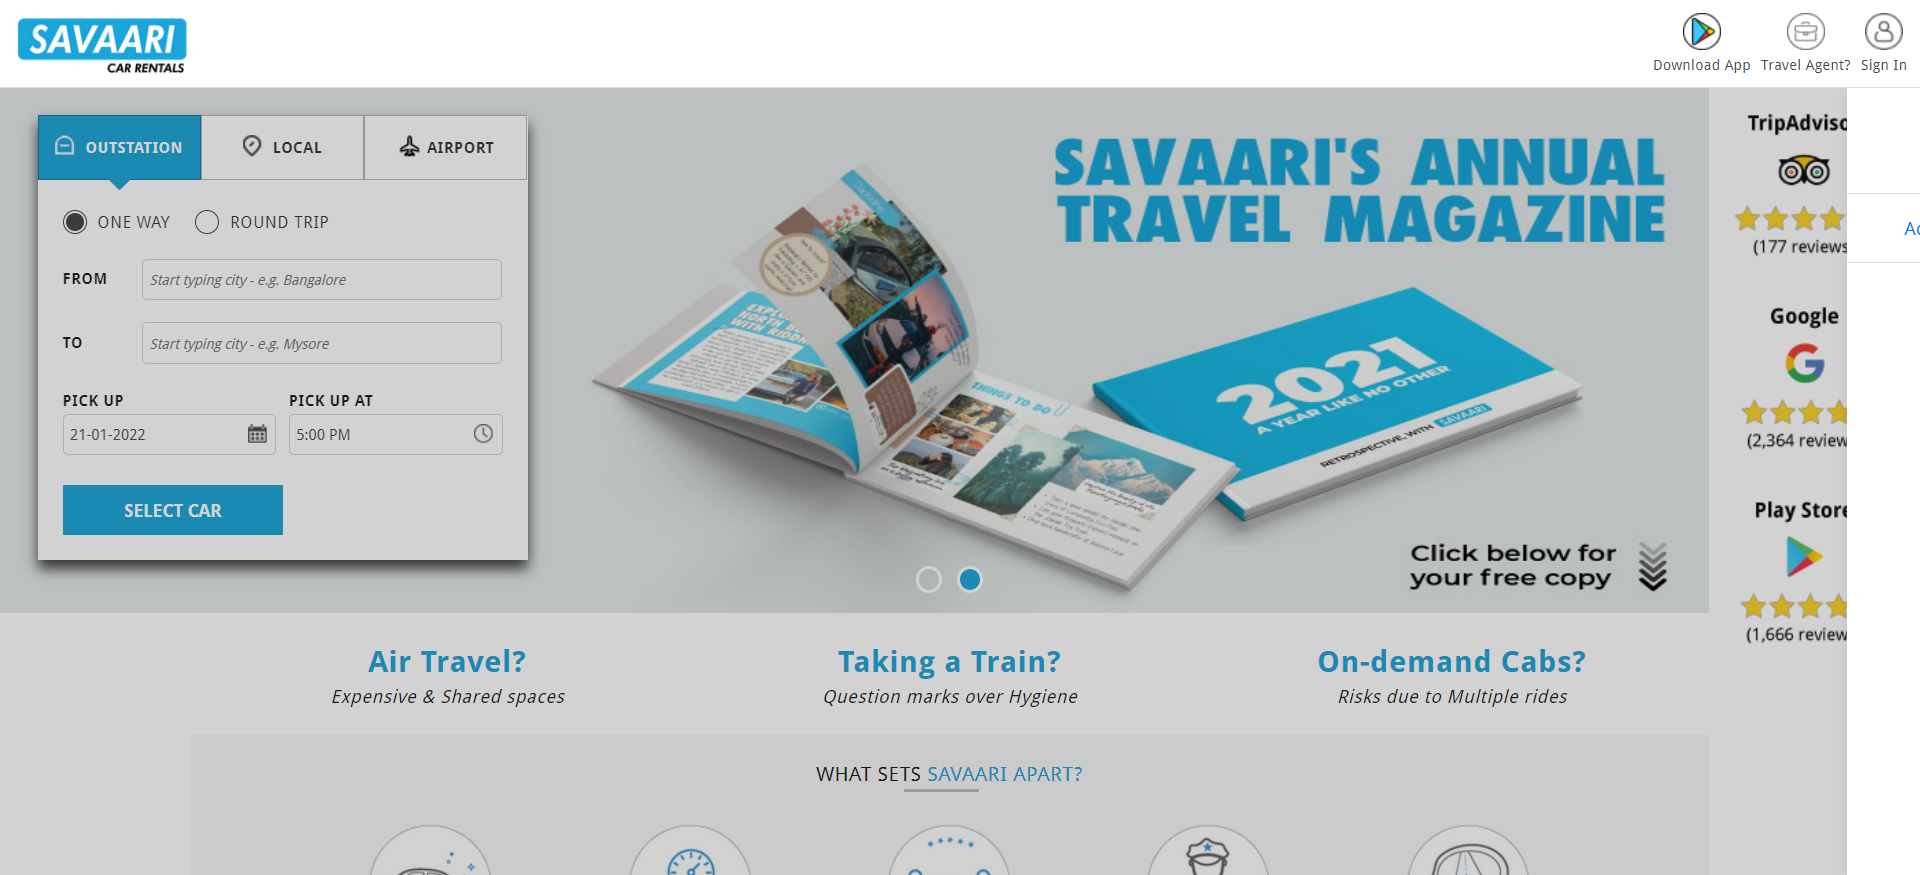 SAVAARI
CAR RENTALS
Download App
Travel Agent?
Sign In
OUTSTATION
LOCAL
AIRPORT
ONE WAY
ROUND TRIP
FROM
Start typing city - e.g. Bangalore
TO
Start typing city - e.g. Mysore
PICK UP
PICK UP AT
21-01-2022
5:00 PM
SELECT CAR
SAVAARI'S ANNUAL
TRAVEL MAGAZINE
THINGS TO DO
2021
A YEAR LIKE NO OTHER
RETROSPECTIVE, WITH SAVAARI
Click below for
your free copy
TripAdviso
(177 reviews
Google
(2,364 review
Play Store
(1,666 review
Air Travel?
Expensive & Shared spaces
Taking a Train?
Question marks over Hygiene
On-demand Cabs?
Risks due to Multiple rides
WHAT SETS SAVAARI APART?